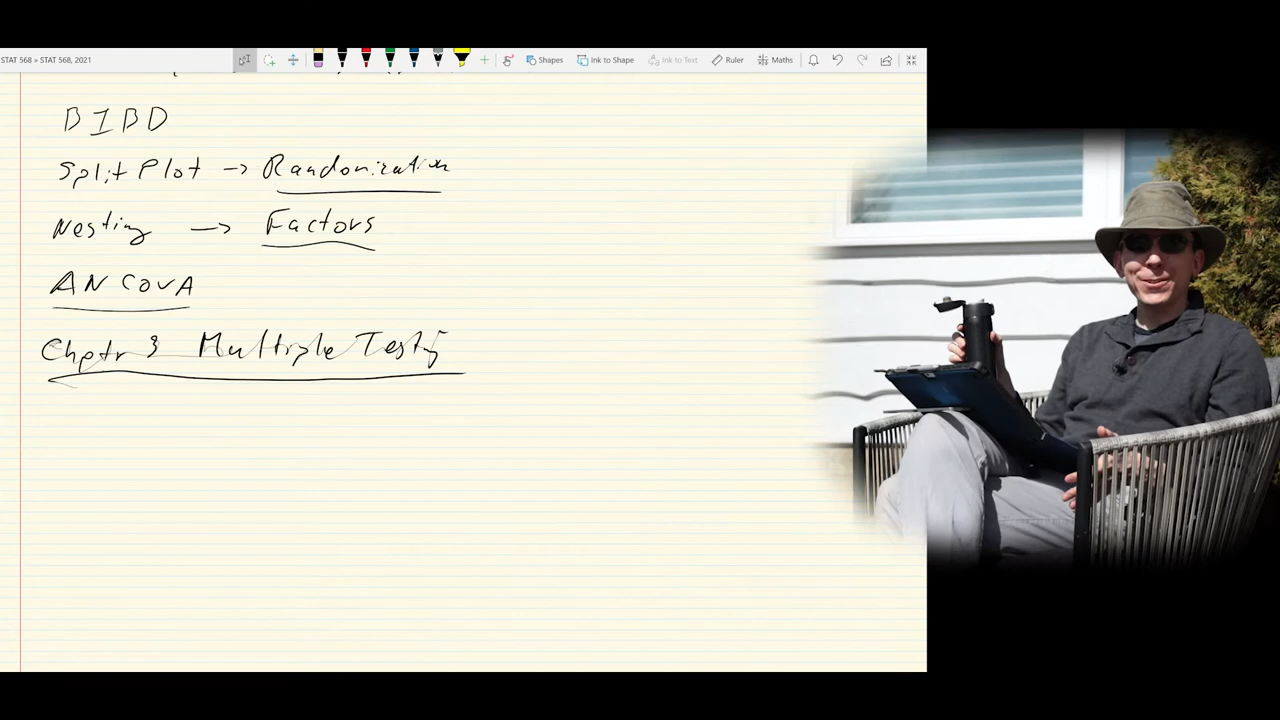 STAT 568 » STAT 568, 2021
Shapes Ink to Shape Ink to Text Ruler Maths
BIBD
Split Plot → Randomization
Nesting → Factors
ANCOVA
Chptr 3 Multiple Testing